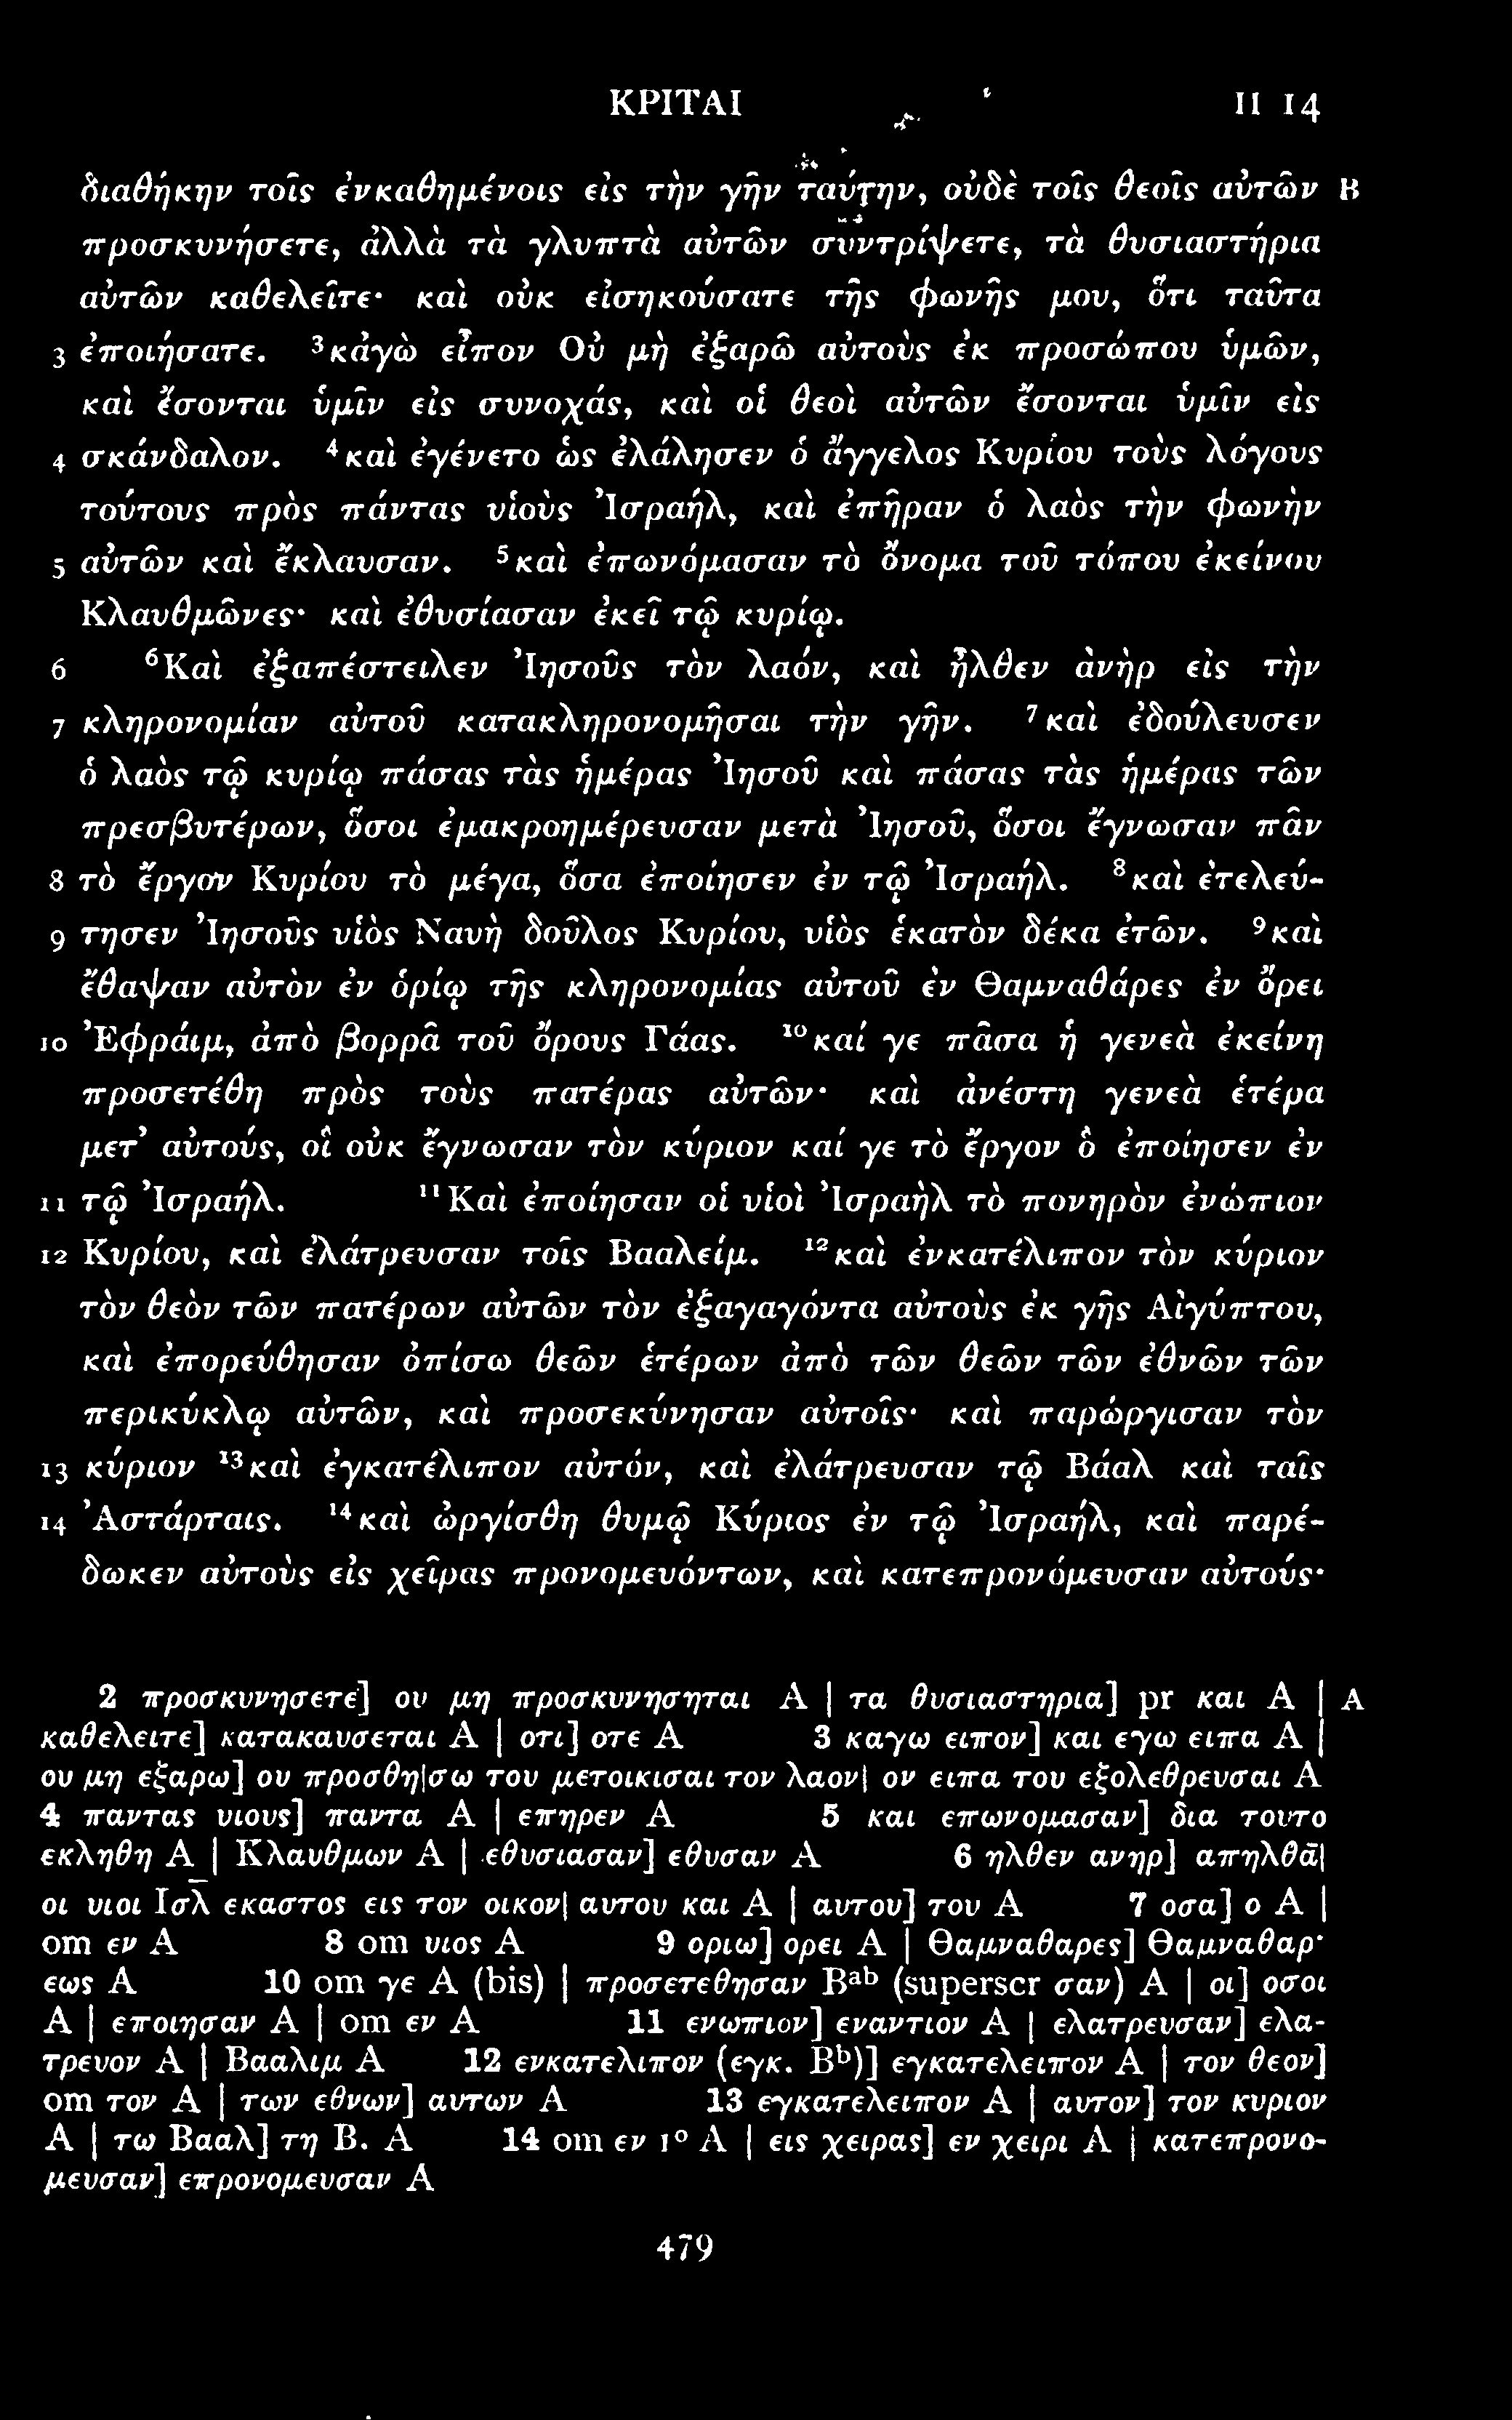 ΚΡΙΤΑΙ II 14
διαθήκην τοῖς ἐνκαθημένοις εἰς τὴν γῆν ταύτην, οὐδὲ τοῖς θεοῖς αὐτῶν B
προσκυνήσετε, ἀλλὰ τὰ γλυπτὰ αὐτῶν συντρίψετε, τὰ θυσιαστήρια
αὐτῶν καθελεῖτε· καὶ οὐκ εἰσηκούσατε τῆς φωνῆς μου, ὅτι ταῦτα
3 ἐποιήσατε. ³κἀγὼ εἶπον Οὐ μὴ ἐξαρῶ αὐτοὺς ἐκ προσώπου ὑμῶν,
καὶ ἔσονται ὑμῖν εἰς συνοχάς, καὶ οἱ θεοὶ αὐτῶν ἔσονται ὑμῖν εἰς
4 σκάνδαλον. ⁴καὶ ἐγένετο ὡς ἐλάλησεν ὁ ἄγγελος Κυρίου τοὺς λόγους
τούτους πρὸς πάντας υἱοὺς Ἰσραήλ, καὶ ἐπῆραν ὁ λαὸς τὴν φωνὴν
5 αὐτῶν καὶ ἔκλαυσαν. ⁵καὶ ἐπωνόμασαν τὸ ὄνομα τοῦ τόπου ἐκείνου
Κλαυθμῶνες· καὶ ἐθυσίασαν ἐκεῖ τῷ κυρίῳ.
6 ⁶Καὶ ἐξαπέστειλεν Ἰησοῦς τὸν λαόν, καὶ ἦλθεν ἀνὴρ εἰς τὴν
7 κληρονομίαν αὐτοῦ κατακληρονομῆσαι τὴν γῆν. ⁷καὶ ἐδούλευσεν
ὁ λαὸς τῷ κυρίῳ πάσας τὰς ἡμέρας Ἰησοῦ καὶ πάσας τὰς ἡμέρας τῶν
πρεσβυτέρων, ὅσοι ἐμακροημέρευσαν μετὰ Ἰησοῦ, ὅσοι ἔγνωσαν πᾶν
8 τὸ ἔργον Κυρίου τὸ μέγα, ὅσα ἐποίησεν ἐν τῷ Ἰσραήλ. ⁸καὶ ἐτελεύ-
9 τησεν Ἰησοῦς υἱὸς Ναυὴ δοῦλος Κυρίου, υἱὸς ἑκατὸν δέκα ἐτῶν. ⁹καὶ
ἔθαψαν αὐτὸν ἐν ὁρίῳ τῆς κληρονομίας αὐτοῦ ἐν Θαμναθάρες ἐν ὄρει
10 Ἐφράιμ, ἀπὸ βορρᾶ τοῦ ὄρους Γάας. ¹⁰καί γε πᾶσα ἡ γενεὰ ἐκείνη
προσετέθη πρὸς τοὺς πατέρας αὐτῶν· καὶ ἀνέστη γενεὰ ἑτέρα
μετ’ αὐτούς, οἳ οὐκ ἔγνωσαν τὸν κύριον καί γε τὸ ἔργον ὃ ἐποίησεν ἐν
11 τῷ Ἰσραήλ. ¹¹Καὶ ἐποίησαν οἱ υἱοὶ Ἰσραὴλ τὸ πονηρὸν ἐνώπιον
12 Κυρίου, καὶ ἐλάτρευσαν τοῖς Βααλείμ. ¹²καὶ ἐνκατέλιπον τὸν κύριον
τὸν θεὸν τῶν πατέρων αὐτῶν τὸν ἐξαγαγόντα αὐτοὺς ἐκ γῆς Αἰγύπτου,
καὶ ἐπορεύθησαν ὀπίσω θεῶν ἑτέρων ἀπὸ τῶν θεῶν τῶν ἐθνῶν τῶν
περικύκλῳ αὐτῶν, καὶ προσεκύνησαν αὐτοῖς· καὶ παρώργισαν τὸν
13 κύριον ¹³καὶ ἐγκατέλιπον αὐτόν, καὶ ἐλάτρευσαν τῷ Βάαλ καὶ ταῖς
14 Ἀστάρταις. ¹⁴καὶ ὠργίσθη θυμῷ Κύριος ἐν τῷ Ἰσραήλ, καὶ παρέ-
δωκεν αὐτοὺς εἰς χεῖρας προνομευόντων, καὶ κατεπρονόμευσαν αὐτούς·
2 προσκυνησετε] ου μη προσκυνησηται A | τα θυσιαστηρια] pr και A | A
καθελειτε] κατακαυσεται A | οτι] οτε A 3 καγω ειπον] και εγω ειπα A |
ου μη εξαρω] ου προσθη|σω του μετοικισαι τον λαον| ον ειπα του εξολεθρευσαι A
4 παντας υιους] παντα A | επηρεν A 5 και επωνομασαν] δια τουτο
εκληθη A | Κλαυθμων A | εθυσιασαν] εθυσαν A 6 ηλθεν ανηρ] απηλθᾱ|
οι υιοι Ισ̅λ̅ εκαστος εις τον οικον| αυτου και A | αυτου] του A 7 οσα] ο A |
om εν A 8 om υιος A 9 οριω] ορει A | Θαμναθαρες] Θαμναθαρ·
εως A 10 om γε A (bis) | προσετεθησαν Bᵃᵇ (superscr σαν) A | οι] οσοι
A | εποιησαν A | om εν A 11 ενωπιον] εναντιον A | ελατρευσαν] ελα-
τρευον A | Βααλιμ A 12 ενκατελιπον (εγκ. Bᵇ)] εγκατελειπον A | τον θεον]
om τον A | των εθνων] αυτων A 13 εγκατελειπον A | αυτον] τον κυριον
A | τω Βααλ] τη Β. A 14 om εν 1° A | εις χειρας] εν χειρι A | κατεπρονο-
μευσαν] επρονομευσαν A
479